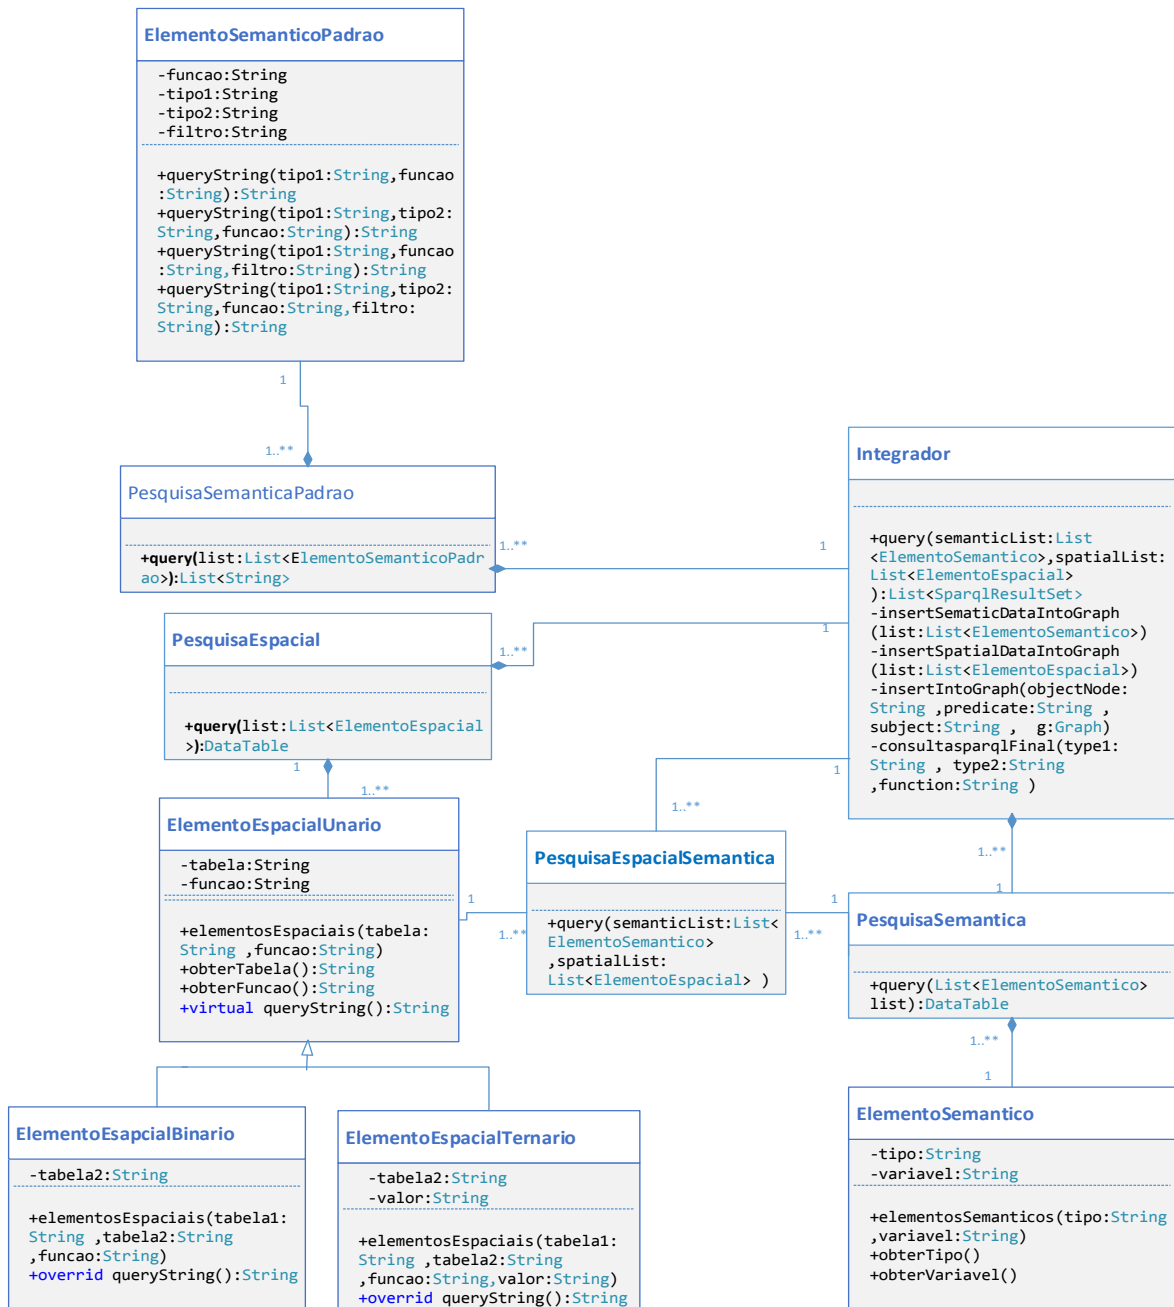 ElementoSemanticoPadrao
-funcao:String
-tipo1:String
-tipo2:String
-filtro:String
+queryString(tipo1:String,funcao
:String):String
+queryString(tipo1:String,tipo2:
String,funcao:String):String
+queryString(tipo1:String,funcao
:String,filtro:String):String
+queryString(tipo1:String,tipo2:
String,funcao:String,filtro:
String):String
1
1..**
PesquisaSemanticaPadrao
+query(list:List<ElementoSemanticoPadr
ao>):List<String>
1..**
1
Integrador
+query(semanticList:List
<ElementoSemantico>,spatialList:
List<ElementoEspacial>
):List<SparqlResultSet>
-insertSematicDataIntoGraph
(list:List<ElementoSemantico>)
-insertSpatialDataIntoGraph
(list:List<ElementoEspacial>)
-insertIntoGraph(objectNode:
String ,predicate:String ,
subject:String , g:Graph)
-consultasparqlFinal(type1:
String , type2:String
,function:String )
PesquisaEspacial
+query(list:List<ElementoEspacial
>):DataTable
1..**
1
1
1..**
ElementoEspacialUnario
-tabela:String
-funcao:String
+elementosEspaciais(tabela:
String ,funcao:String)
+obterTabela():String
+obterFuncao():String
+virtual queryString():String
1
1..**
1
1..**
PesquisaEspacialSemantica
+query(semanticList:List<
ElementoSemantico>
,spatialList:
List<ElementoEspacial> )
1
1..**
1..**
1
PesquisaSemantica
+query(List<ElementoSemantico>
list):DataTable
1..**
1
ElementoEsapcialBinario
-tabela2:String
+elementosEspaciais(tabela1:
String ,tabela2:String
,funcao:String)
+overrid queryString():String
ElementoEspacialTernario
-tabela2:String
-valor:String
+elementosEspaciais(tabela1:
String ,tabela2:String
,funcao:String,valor:String)
+overrid queryString():String
ElementoSemantico
-tipo:String
-variavel:String
+elementosSemanticos(tipo:String
,variavel:String)
+obterTipo()
+obterVariavel()